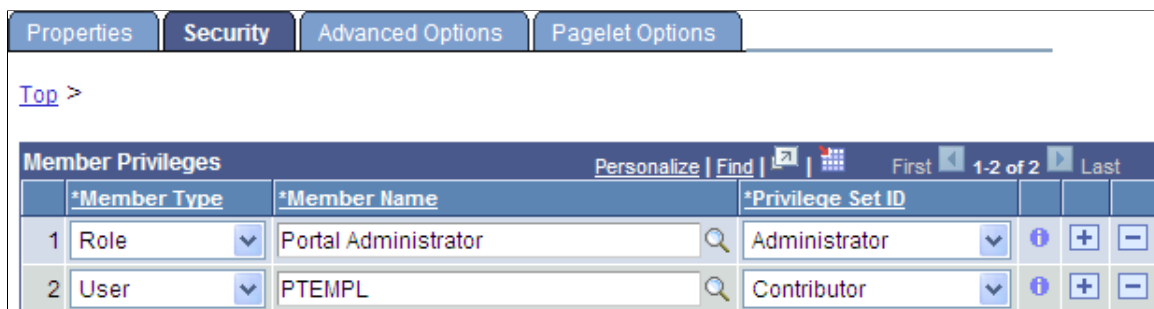 Properties Security Advanced Options Pagelet Options
Top >
Member Privileges Personalize | Find | | First 1-2 of 2 Last
*Member Type *Member Name *Privilege Set ID
1 Role Portal Administrator Administrator
2 User PTEMPL Contributor